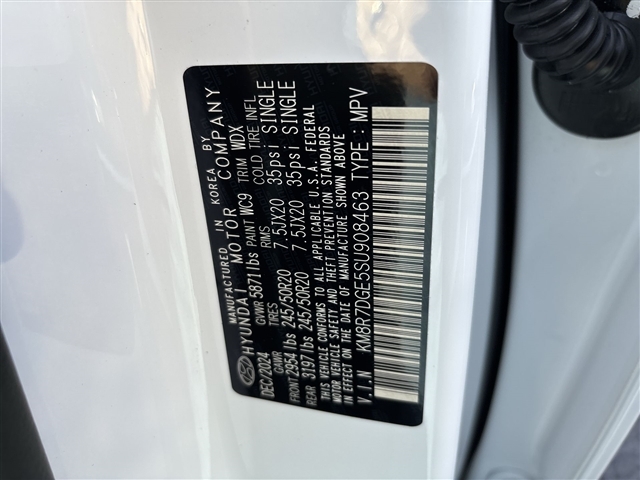 MANUFACTURED IN KOREA BY
HYUNDAI MOTOR COMPANY
DEC/2024 GVWR 5871lbs PAINT WC9 TRIM WDX
GAWR TIRES RIMS COLD TIRE INFL
FRONT 2954 lbs 245/50R20 7.5JX20 35psi SINGLE
REAR 3197lbs 245/50R20 7.5JX20 35psi SINGLE
THIS VEHICLE CONFORMS TO ALL APPLICABLE U.S.A. FEDERAL
MOTOR VEHICLE SAFETY AND THEFT PREVENTION STANDARDS
IN EFFECT ON THE DATE OF MANUFACTURE SHOWN ABOVE
V.I.N KM8R7DGE5SU908463 TYPE : MPV